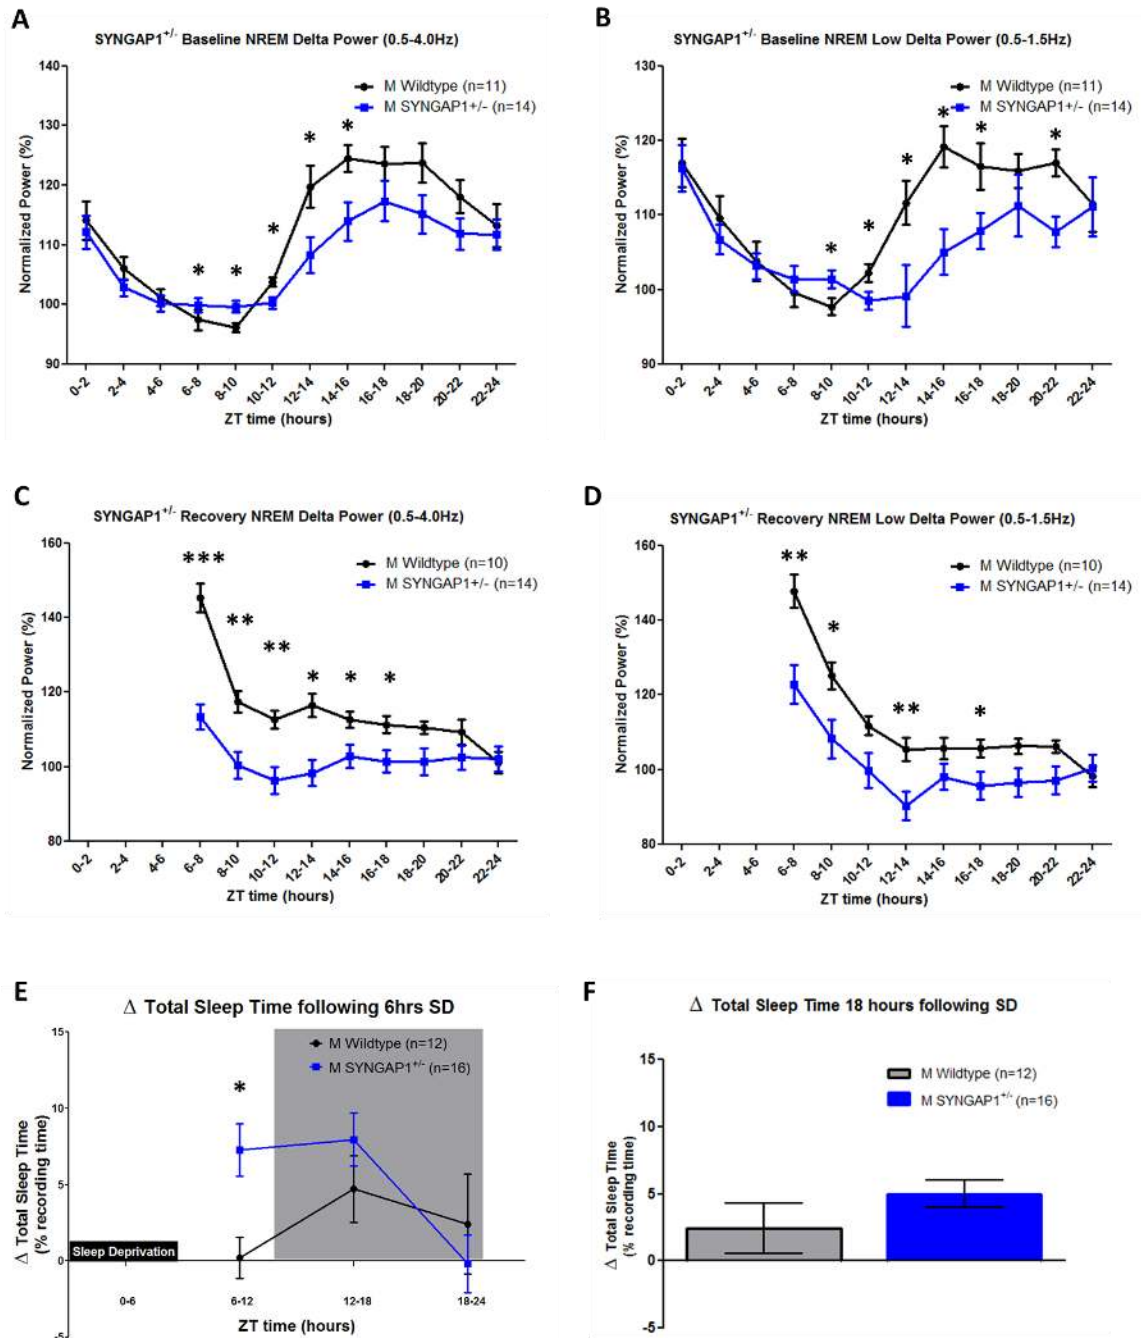 A
SYNGAP1+/- Baseline NREM Delta Power (0.5-4.0Hz)
140
130
120
110
100
90
Normalized Power (%)
M Wildtype (n=11)
M SYNGAP1+/- (n=14)
* * * * *
0-2 2-4 4-6 6-8 8-10 10-12 12-14 14-16 16-18 18-20 20-22 22-24
ZT time (hours)
B
SYNGAP1+/- Baseline NREM Low Delta Power (0.5-1.5Hz)
130
120
110
100
90
Normalized Power (%)
M Wildtype (n=11)
M SYNGAP1+/- (n=14)
* * * * * *
0-2 2-4 4-6 6-8 8-10 10-12 12-14 14-16 16-18 18-20 20-22 22-24
ZT time (hours)
C
SYNGAP1+/- Recovery NREM Delta Power (0.5-4.0Hz)
160
140
120
100
80
Normalized Power (%)
M Wildtype (n=10)
M SYNGAP1+/- (n=14)
*** ** ** * * *
0-2 2-4 4-6 6-8 8-10 10-12 12-14 14-16 16-18 18-20 20-22 22-24
ZT time (hours)
D
SYNGAP1+/- Recovery NREM Low Delta Power (0.5-1.5Hz)
160
140
120
100
80
Normalized Power (%)
M Wildtype (n=10)
M SYNGAP1+/- (n=14)
** * ** *
0-2 2-4 4-6 6-8 8-10 10-12 12-14 14-16 16-18 18-20 20-22 22-24
ZT time (hours)
E
Δ Total Sleep Time following 6hrs SD
15
10
5
0
-5
Δ Total Sleep Time
(% recording time)
M Wildtype (n=12)
M SYNGAP1+/- (n=16)
*
Sleep Deprivation
0-6 6-12 12-18 18-24
ZT time (hours)
F
Δ Total Sleep Time 18 hours following SD
15
10
5
0
-5
Δ Total Sleep Time
(% recording time)
M Wildtype (n=12)
M SYNGAP1+/- (n=16)